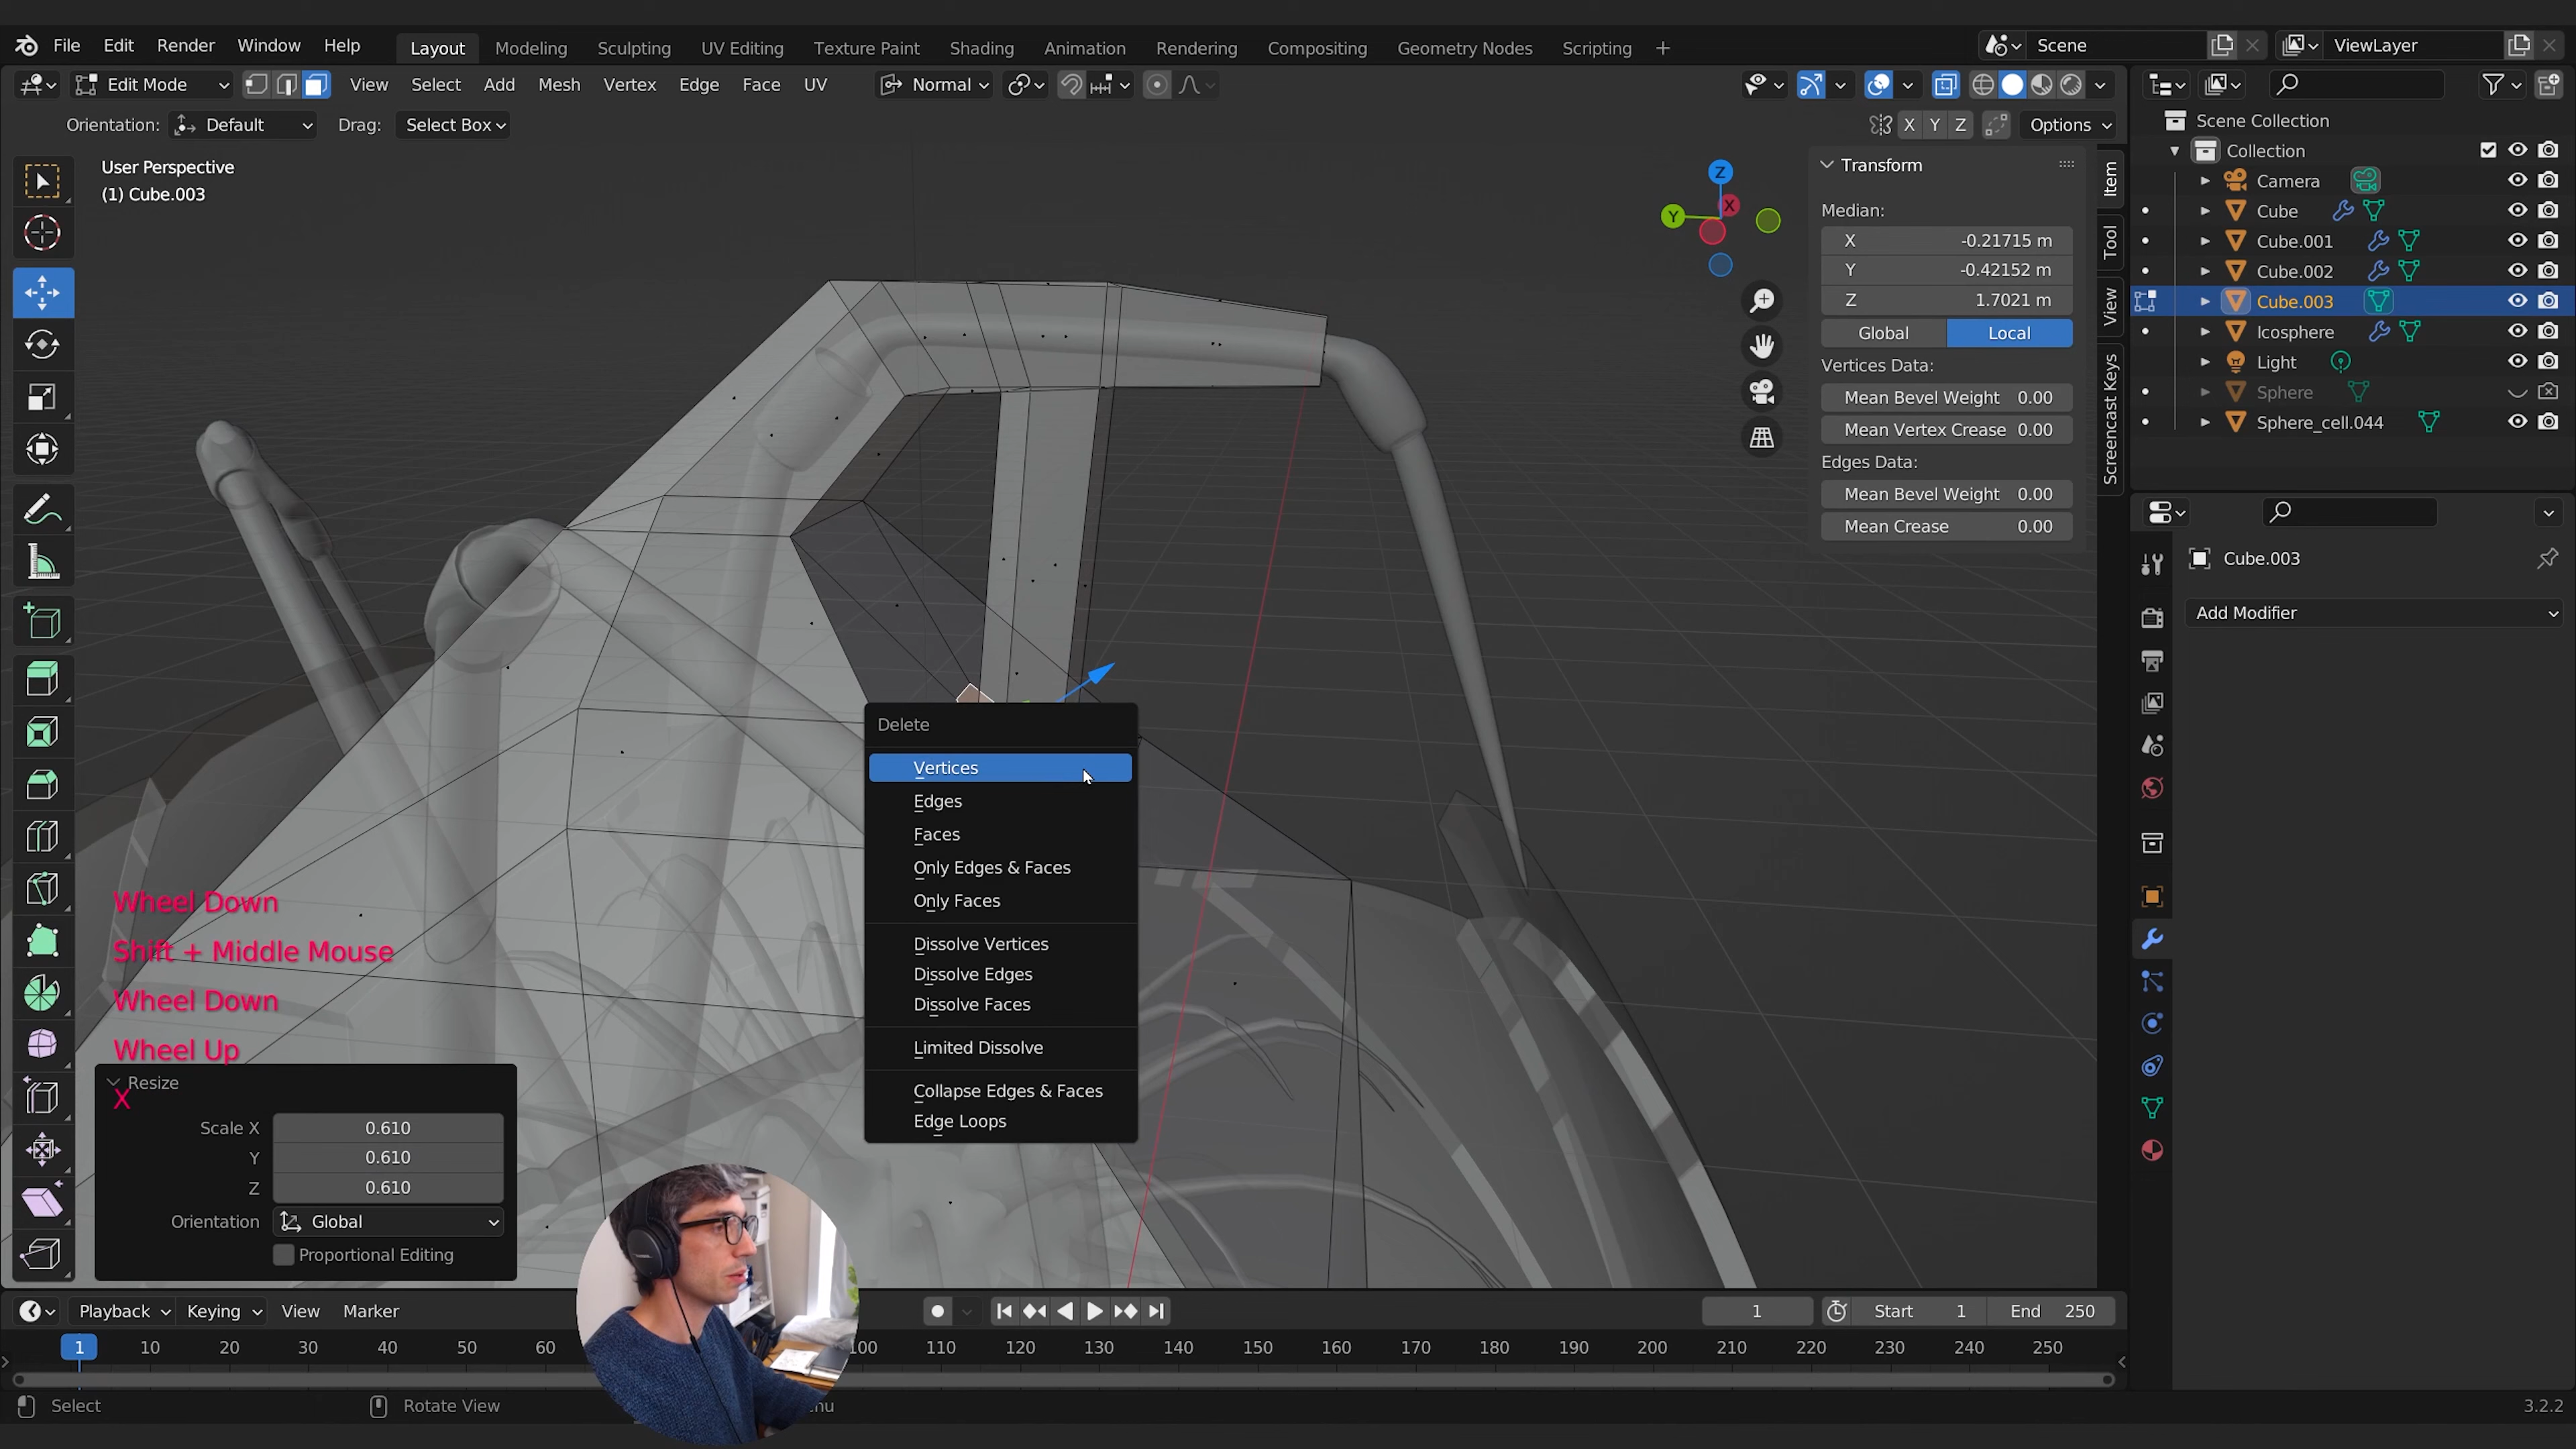 File Edit Render Window Help Layout Modeling Sculpting UV Editing Texture Paint Shading Animation Rendering Compositing Geometry Nodes Scripting + Scene ViewLayer
Edit Mode View Select Add Mesh Vertex Edge Face UV Normal
Orientation: Default Drag: Select Box X Y Z Options
User Perspective
(1) Cube.003
Z
Y
X
Transform
Median:
X -0.21715 m
Y -0.42152 m
Z 1.7021 m
Global Local
Vertices Data:
Mean Bevel Weight 0.00
Mean Vertex Crease 0.00
Edges Data:
Mean Bevel Weight 0.00
Mean Crease 0.00
Item
Tool
View
Screencast Keys
Scene Collection
Collection
Camera
Cube
Cube.001
Cube.002
Cube.003
Icosphere
Light
Sphere
Sphere_cell.044
Cube.003
Add Modifier
Delete
Vertices
Edges
Faces
Only Edges & Faces
Only Faces
Dissolve Vertices
Dissolve Edges
Dissolve Faces
Limited Dissolve
Collapse Edges & Faces
Edge Loops
Wheel Down
Shift + Middle Mouse
Wheel Down
Wheel Up
X
Resize
Scale X 0.610
Y 0.610
Z 0.610
Orientation Global
Proportional Editing
Playback Keying View Marker 1 Start 1 End 250
1 10 20 30 40 50 60 100 110 120 130 140 150 160 170 180 190 200 210 220 230 240 250
Select Rotate View 3.2.2